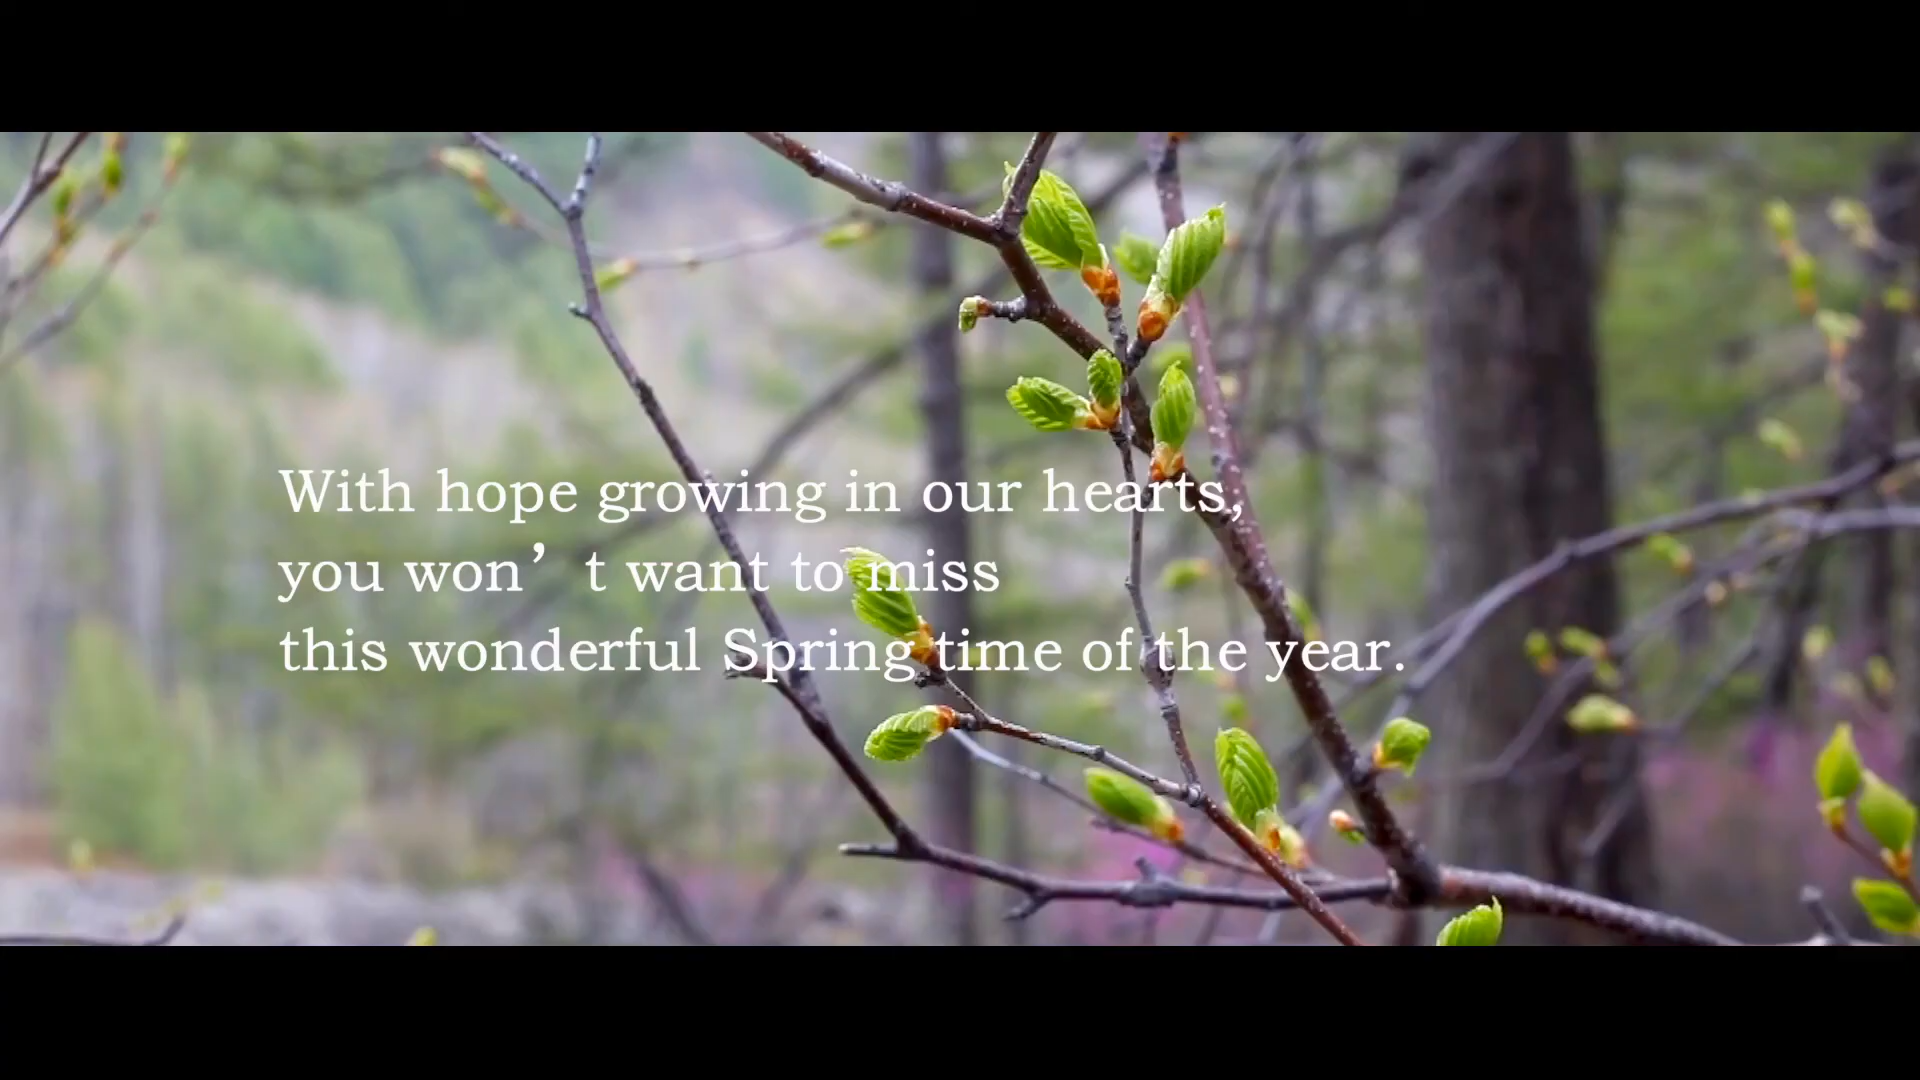 With hope growing in our hearts,
you won’t want to miss
this wonderful Spring time of the year.